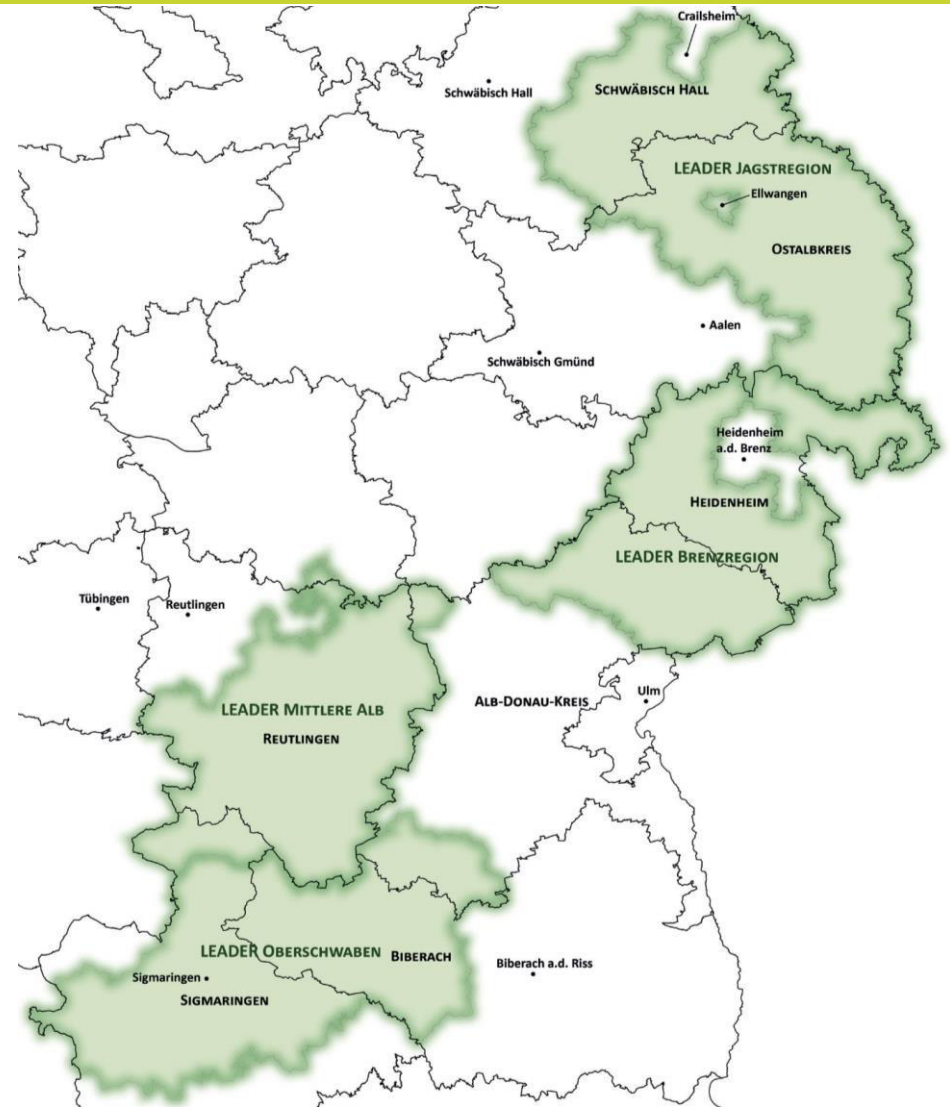 Crailsheim
Schwäbisch Hall
SCHWÄBISCH HALL
LEADER JAGSTREGION
Ellwangen
OSTALBKREIS
Aalen
Schwäbisch Gmünd
Heidenheim
a.d. Brenz
HEIDENHEIM
LEADER BRENZREGION
Tübingen
Reutlingen
ALB-DONAU-KREIS
Ulm
LEADER MITTLERE ALB
REUTLINGEN
LEADER OBERSCHWABEN
BIBERACH
Biberach a.d. Riss
Sigmaringen
SIGMARINGEN